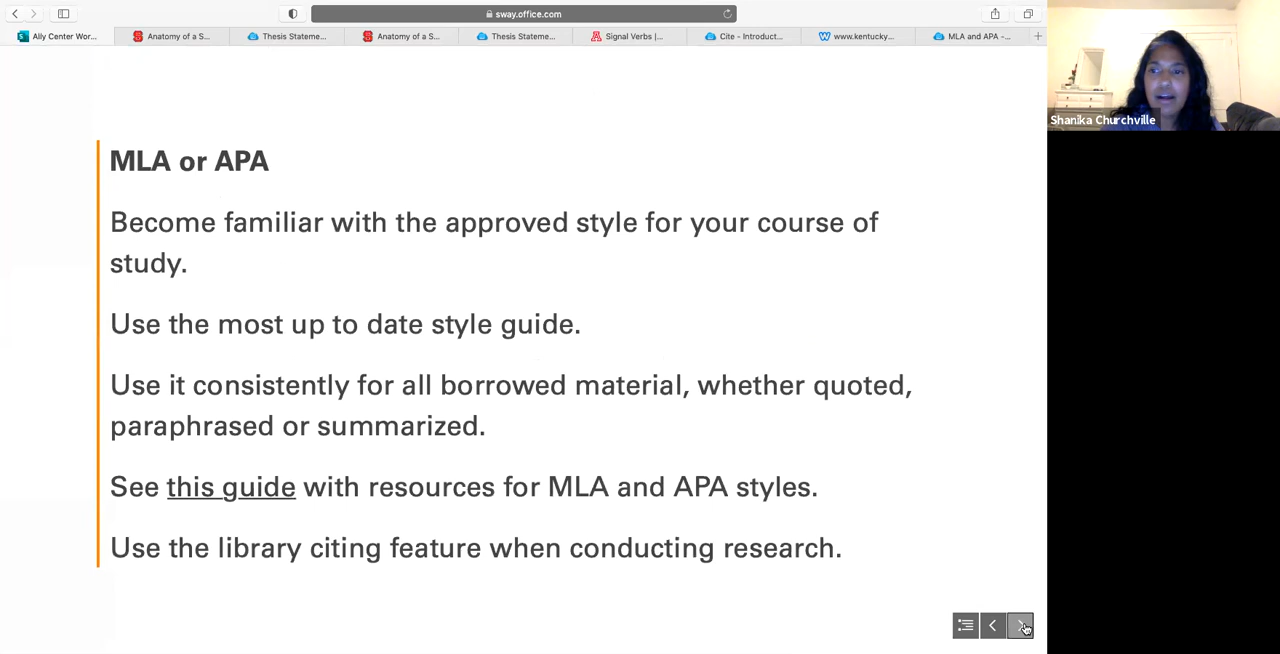 sway.office.com
Ally Center Wor...
Anatomy of a S...
Thesis Stateme...
Anatomy of a S...
Thesis Stateme...
Signal Verbs |...
Cite - Introduct...
www.kentucky...
MLA and APA -...
Shanika Churchville
MLA or APA
Become familiar with the approved style for your course of
study.
Use the most up to date style guide.
Use it consistently for all borrowed material, whether quoted,
paraphrased or summarized.
See this guide with resources for MLA and APA styles.
Use the library citing feature when conducting research.